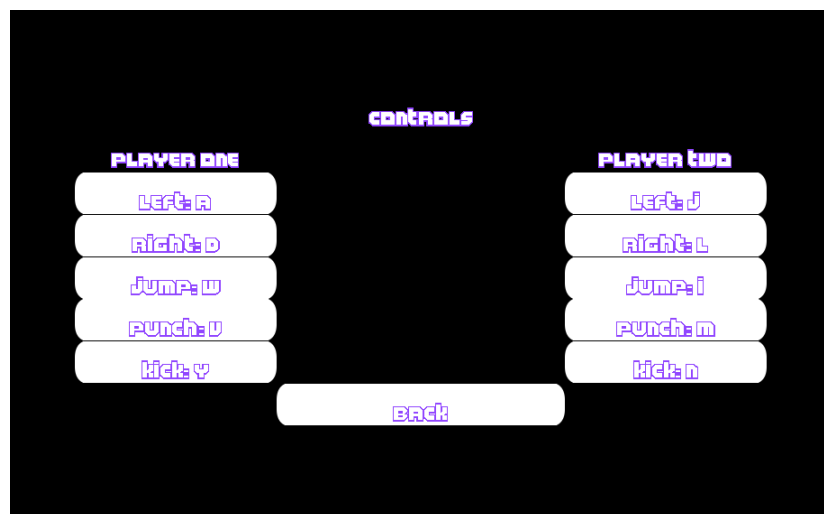 CONTROLS
PLAYER ONE
LEFT: A
RIGHT: D
JUMP: W
PUNCH: V
KICK: Y
PLAYER TWO
LEFT: J
RIGHT: L
JUMP: I
PUNCH: M
KICK: N
BACK